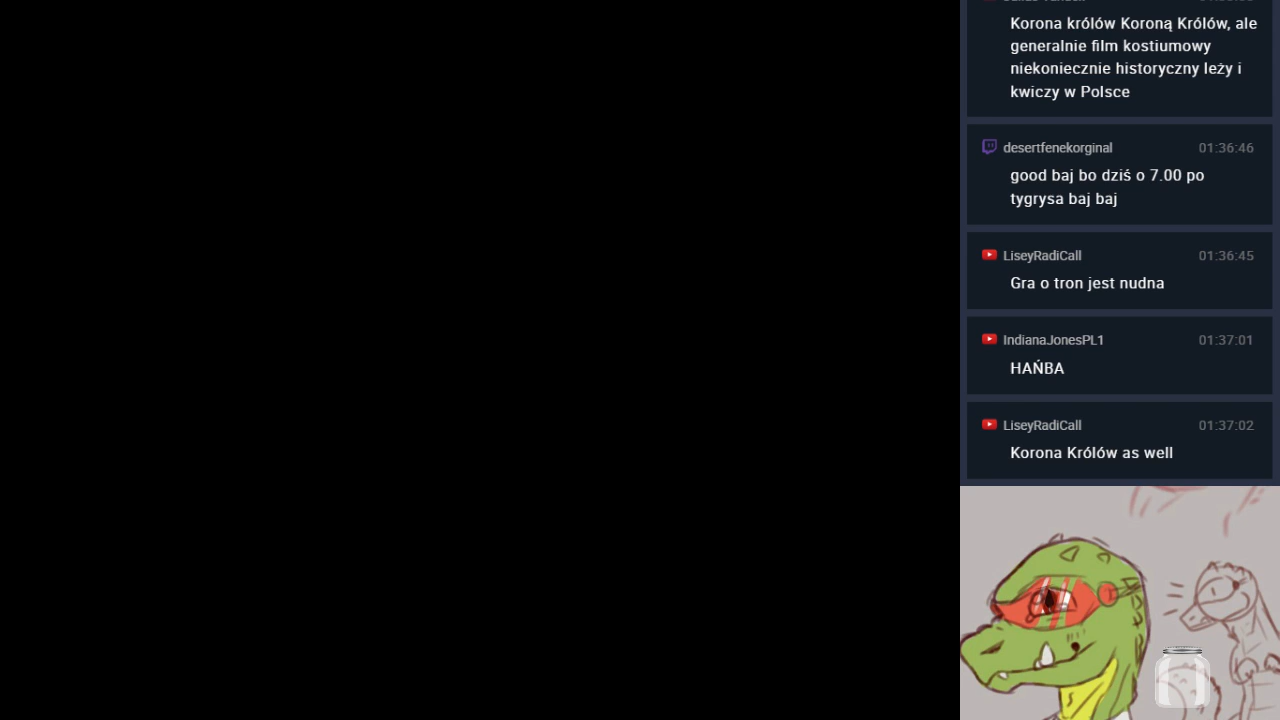 Korona królów Koroną Królów, ale
generalnie film kostiumowy
niekoniecznie historyczny leży i
kwiczy w Polsce
desertfenekorginal 01:36:46
good baj bo dziś o 7.00 po
tygrysa baj baj
LiseyRadiCall 01:36:45
Gra o tron jest nudna
IndianaJonesPL1 01:37:01
HAŃBA
LiseyRadiCall 01:37:02
Korona Królów as well